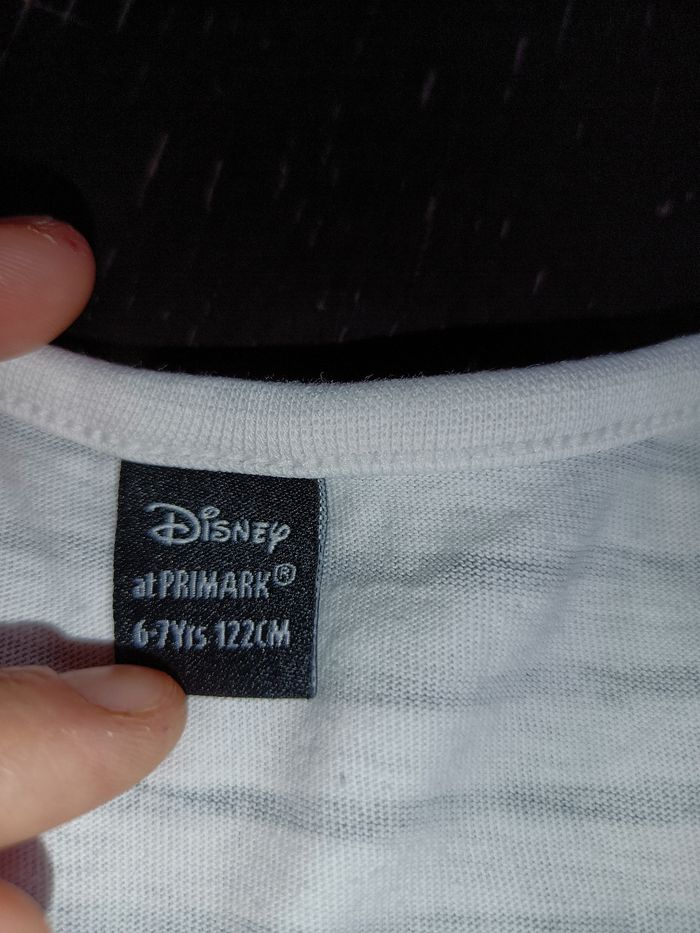 Disney
at PRIMARK®
6-7Yrs 122CM